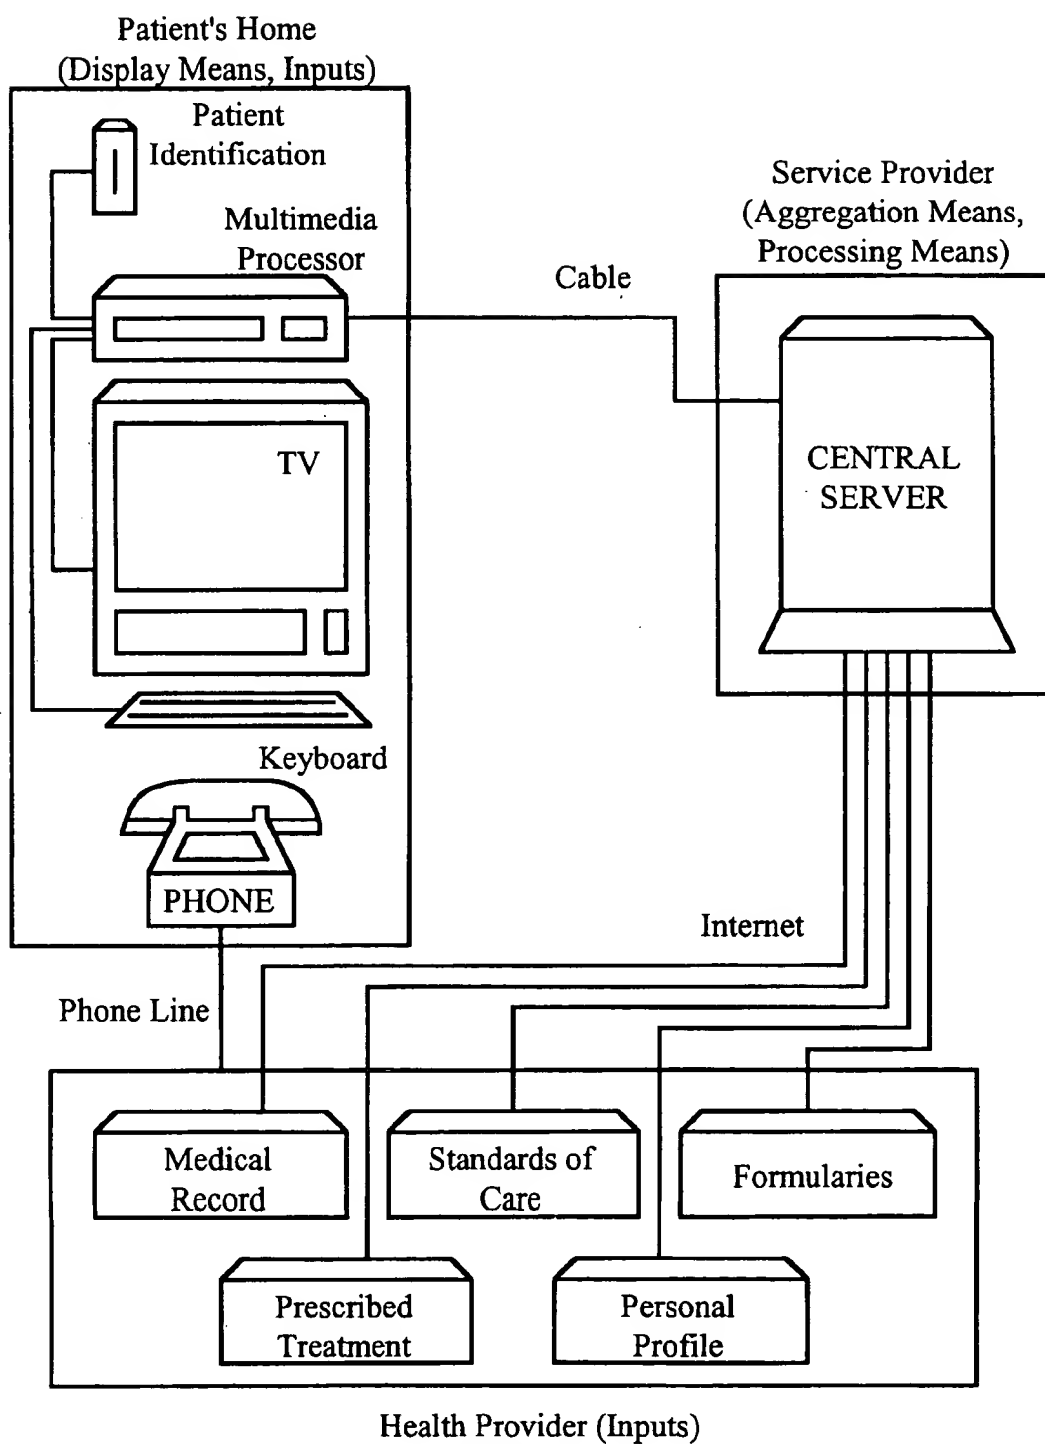 Patient's Home
(Display Means, Inputs)
Patient
Identification
Multimedia
Processor
TV
Keyboard
PHONE
Phone Line
Cable
Service Provider
(Aggregation Means,
Processing Means)
CENTRAL
SERVER
Internet
Medical
Record
Standards of
Care
Formularies
Prescribed
Treatment
Personal
Profile
Health Provider (Inputs)